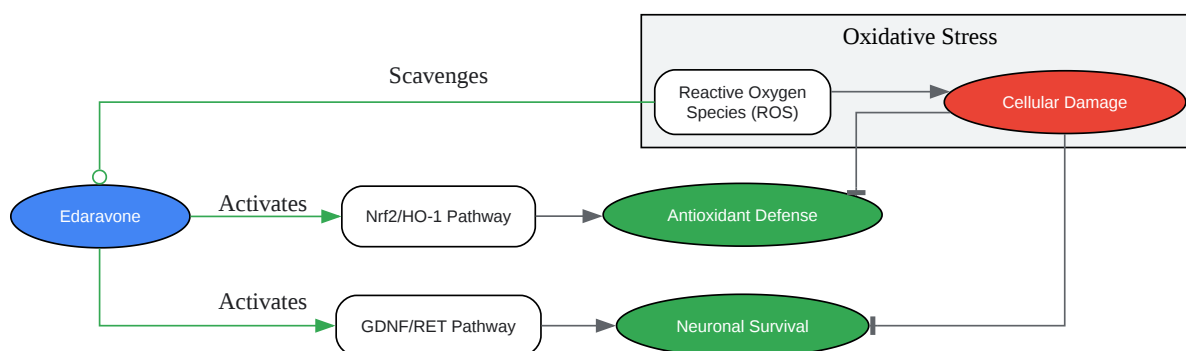 Oxidative Stress
Scavenges
Reactive Oxygen
Species (ROS)
Cellular Damage
Edaravone
Activates
Nrf2/HO-1 Pathway
Antioxidant Defense
Activates
GDNF/RET Pathway
Neuronal Survival